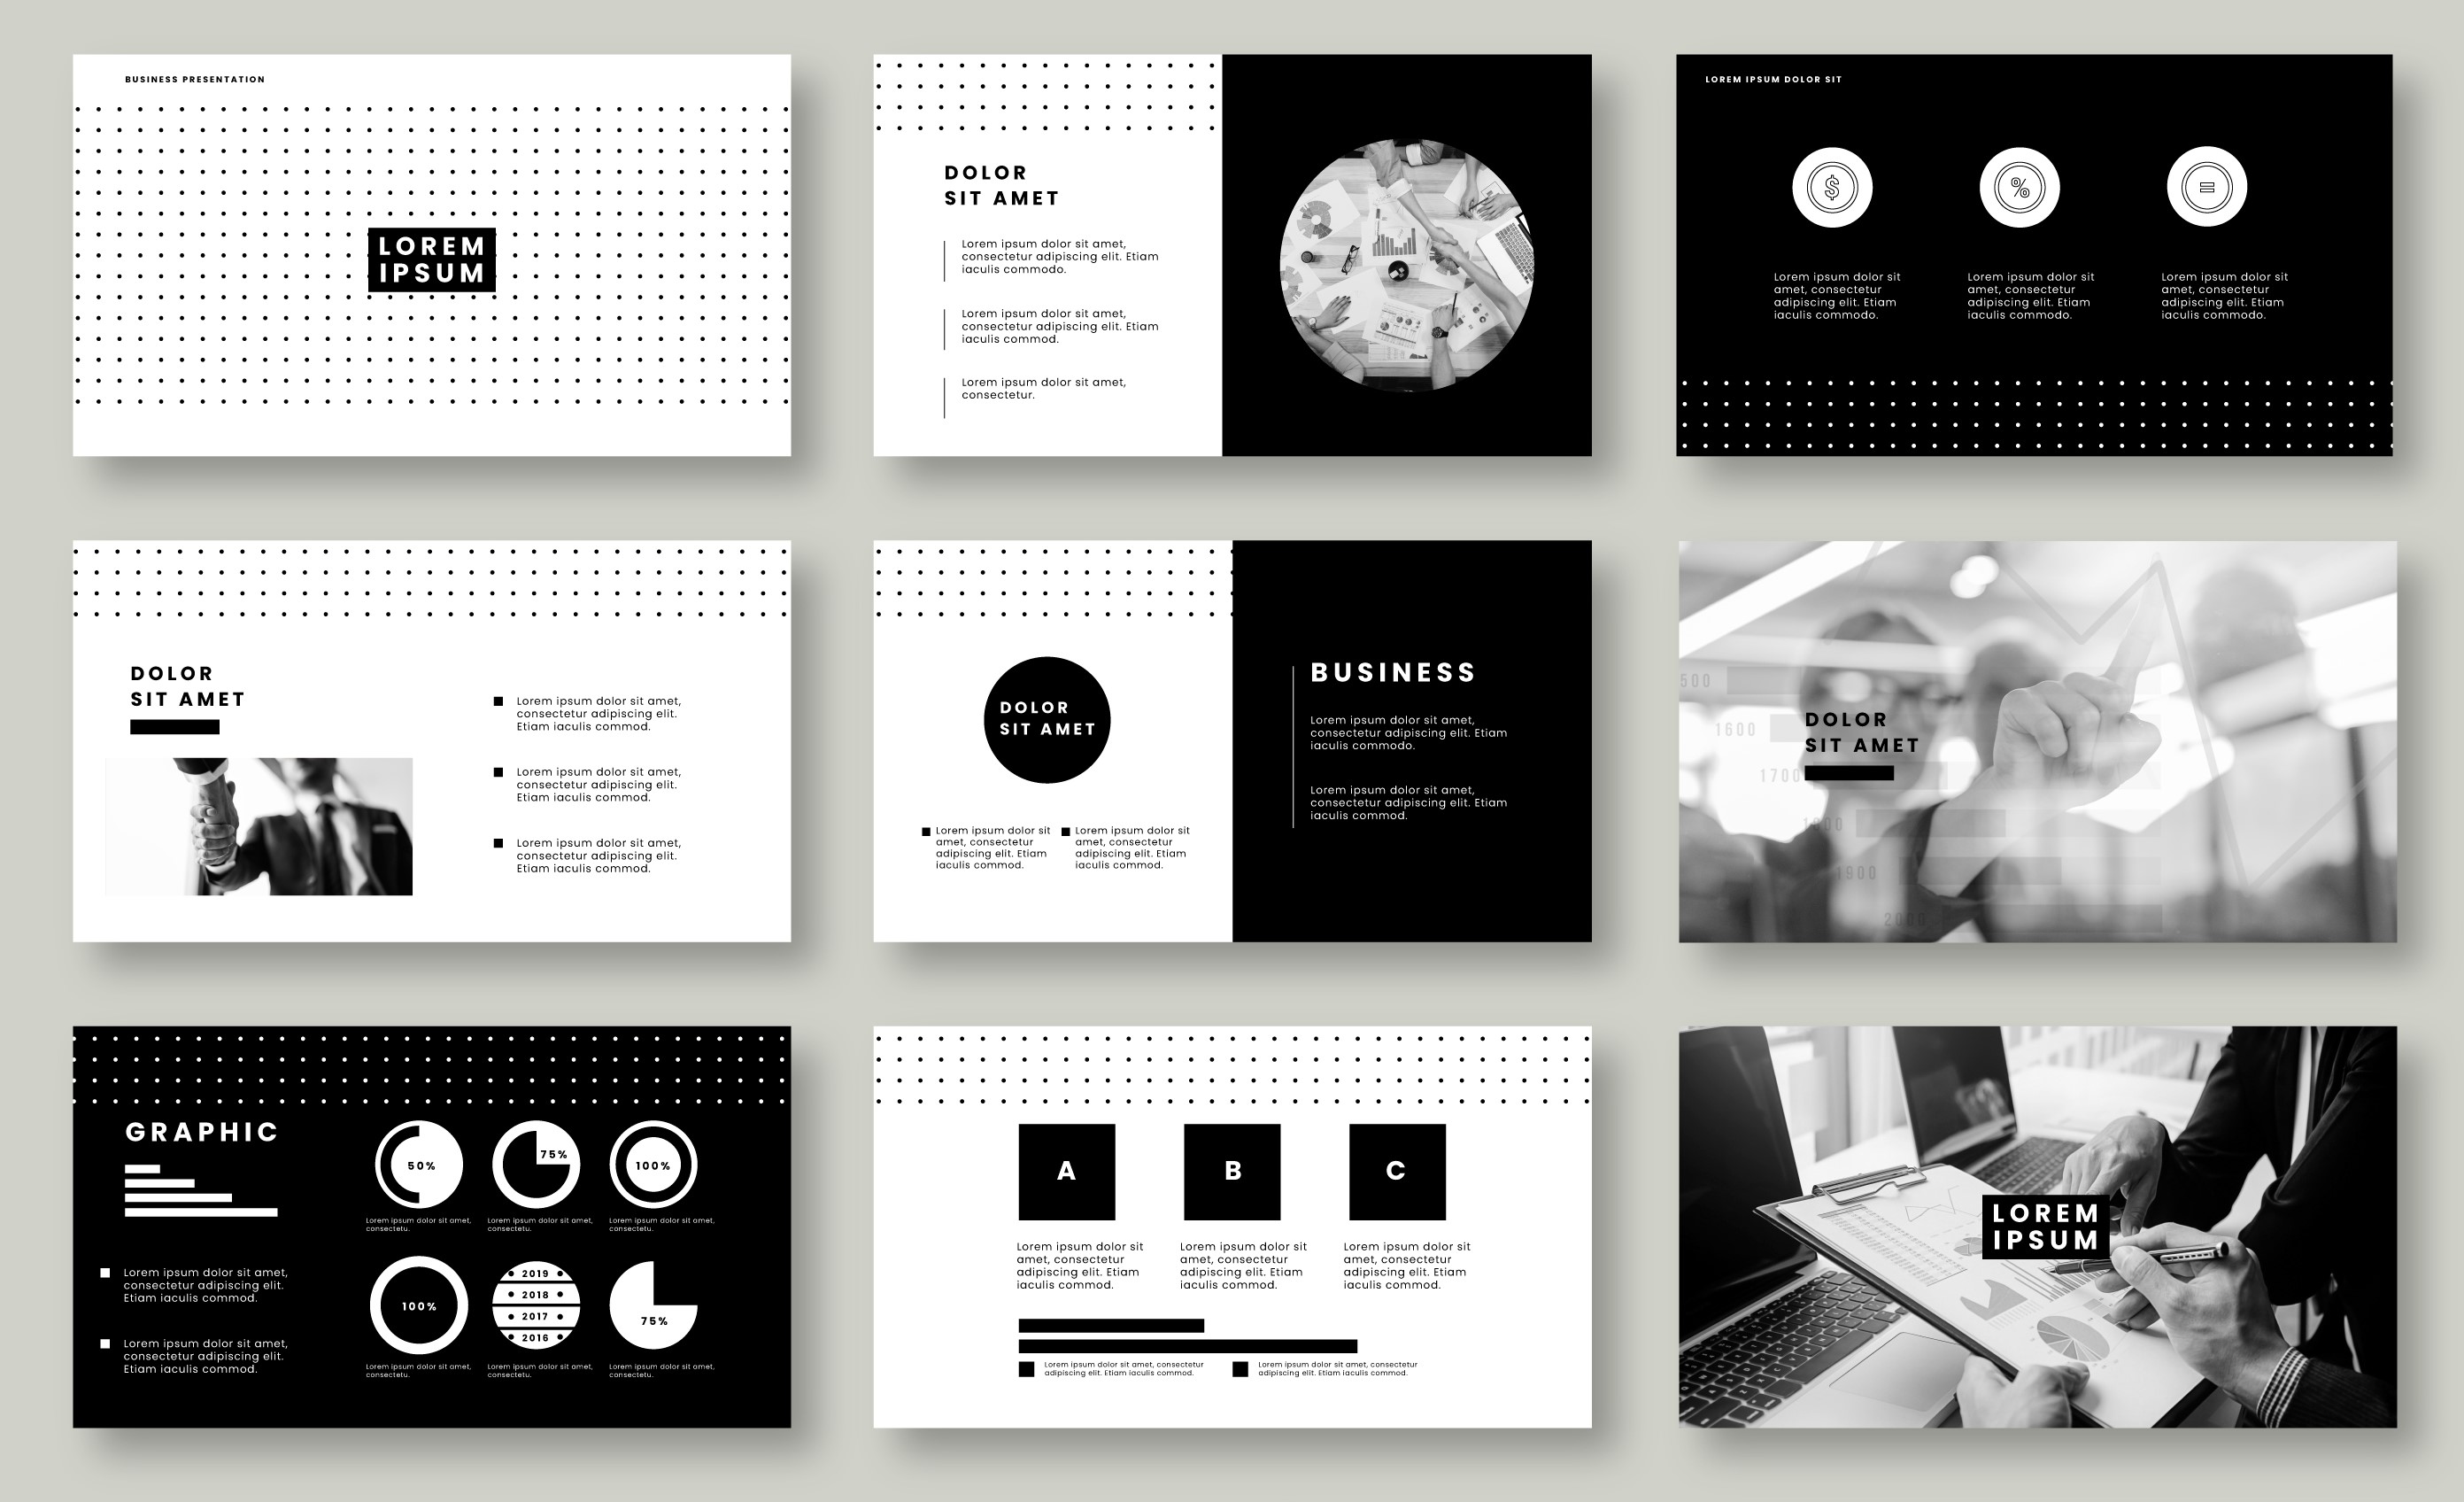 BUSINESS PRESENTATION
LOREM
IPSUM
DOLOR
SIT AMET
Lorem ipsum dolor sit amet,
consectetur adipiscing elit. Etiam
iaculis commodo.
Lorem ipsum dolor sit amet,
consectetur adipiscing elit. Etiam
iaculis commod.
Lorem ipsum dolor sit amet,
consectetur.
LOREM IPSUM DOLOR SIT
$
%
=
Lorem ipsum dolor sit
amet, consectetur
adipiscing elit. Etiam
iaculis commodo.
Lorem ipsum dolor sit
amet, consectetur
adipiscing elit. Etiam
iaculis commod.
Lorem ipsum dolor sit
amet, consectetur
adipiscing elit. Etiam
iaculis commod.
DOLOR
SIT AMET
Lorem ipsum dolor sit amet,
consectetur adipiscing elit.
Etiam iaculis commod.
Lorem ipsum dolor sit amet,
consectetur adipiscing elit.
Etiam iaculis commod.
Lorem ipsum dolor sit amet,
consectetur adipiscing elit.
Etiam iaculis commod.
DOLOR
SIT AMET
Lorem ipsum dolor sit
amet, consectetur
adipiscing elit. Etiam
iaculis commod.
Lorem ipsum dolor sit
amet, consectetur
adipiscing elit. Etiam
iaculis commod.
BUSINESS
Lorem ipsum dolor sit amet,
consectetur adipiscing elit. Etiam
iaculis commodo.
Lorem ipsum dolor sit amet,
consectetur adipiscing elit. Etiam
iaculis commod.
500
1600
1700
DOLOR
SIT AMET
1800
1900
2000
GRAPHIC
Lorem ipsum dolor sit amet,
consectetur adipiscing elit.
Etiam iaculis commod.
Lorem ipsum dolor sit amet,
consectetur adipiscing elit.
Etiam iaculis commod.
50%
75%
100%
Lorem ipsum dolor sit amet,
consectetu.
Lorem ipsum dolor sit amet,
consectetu.
Lorem ipsum dolor sit amet,
consectetu.
100%
2019
2018
2017
2016
75%
Lorem ipsum dolor sit amet,
consectetu.
Lorem ipsum dolor sit amet,
consectetu.
Lorem ipsum dolor sit amet,
consectetu.
A
B
C
Lorem ipsum dolor sit
amet, consectetur
adipiscing elit. Etiam
iaculis commod.
Lorem ipsum dolor sit
amet, consectetur
adipiscing elit. Etiam
iaculis commod.
Lorem ipsum dolor sit
amet, consectetur
adipiscing elit. Etiam
iaculis commod.
Lorem ipsum dolor sit amet, consectetur
adipiscing elit. Etiam iaculis commod.
Lorem ipsum dolor sit amet, consectetur
adipiscing elit. Etiam iaculis commod.
LOREM
IPSUM